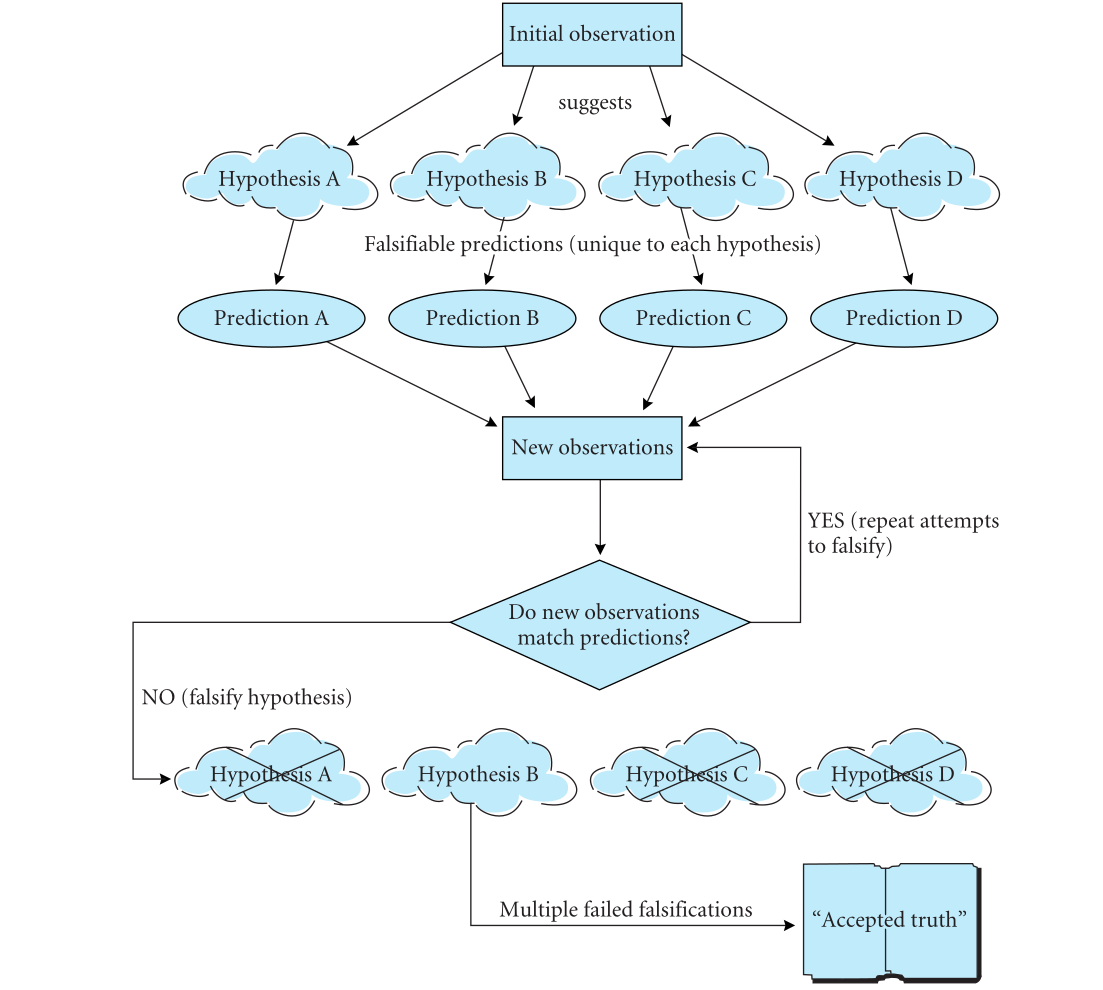 Initial observation
suggests
Hypothesis A
Hypothesis B
Hypothesis C
Hypothesis D
Falsifiable predictions (unique to each hypothesis)
Prediction A
Prediction B
Prediction C
Prediction D
New observations
YES (repeat attempts
to falsify)
Do new observations
match predictions?
NO (falsify hypothesis)
Hypothesis A
Hypothesis B
Hypothesis C
Hypothesis D
Multiple failed falsifications
“Accepted truth”